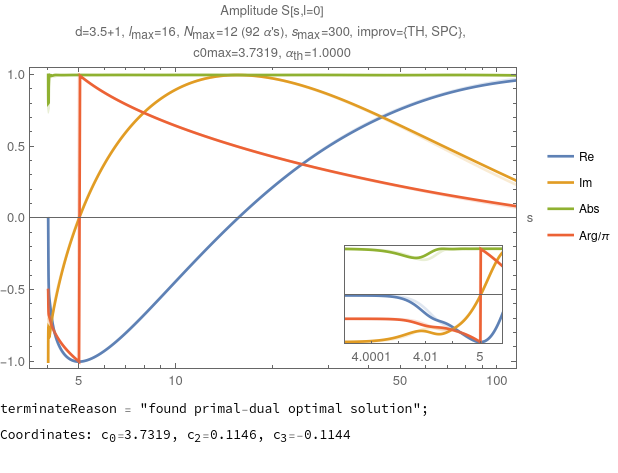 Amplitude S[s,l=0]
d=3.5+1, lmax=16, Nmax=12 (92 α's), smax=300, improv={TH, SPC},
c0max=3.7319, αth=1.0000
1.0
0.5
0.0
−0.5
−1.0
5
10
50
100
s
Re
Im
Abs
Arg/π
4.0001
4.01
5
terminateReason = "found primal-dual optimal solution";
Coordinates: c0=3.7319, c2=0.1146, c3=-0.1144